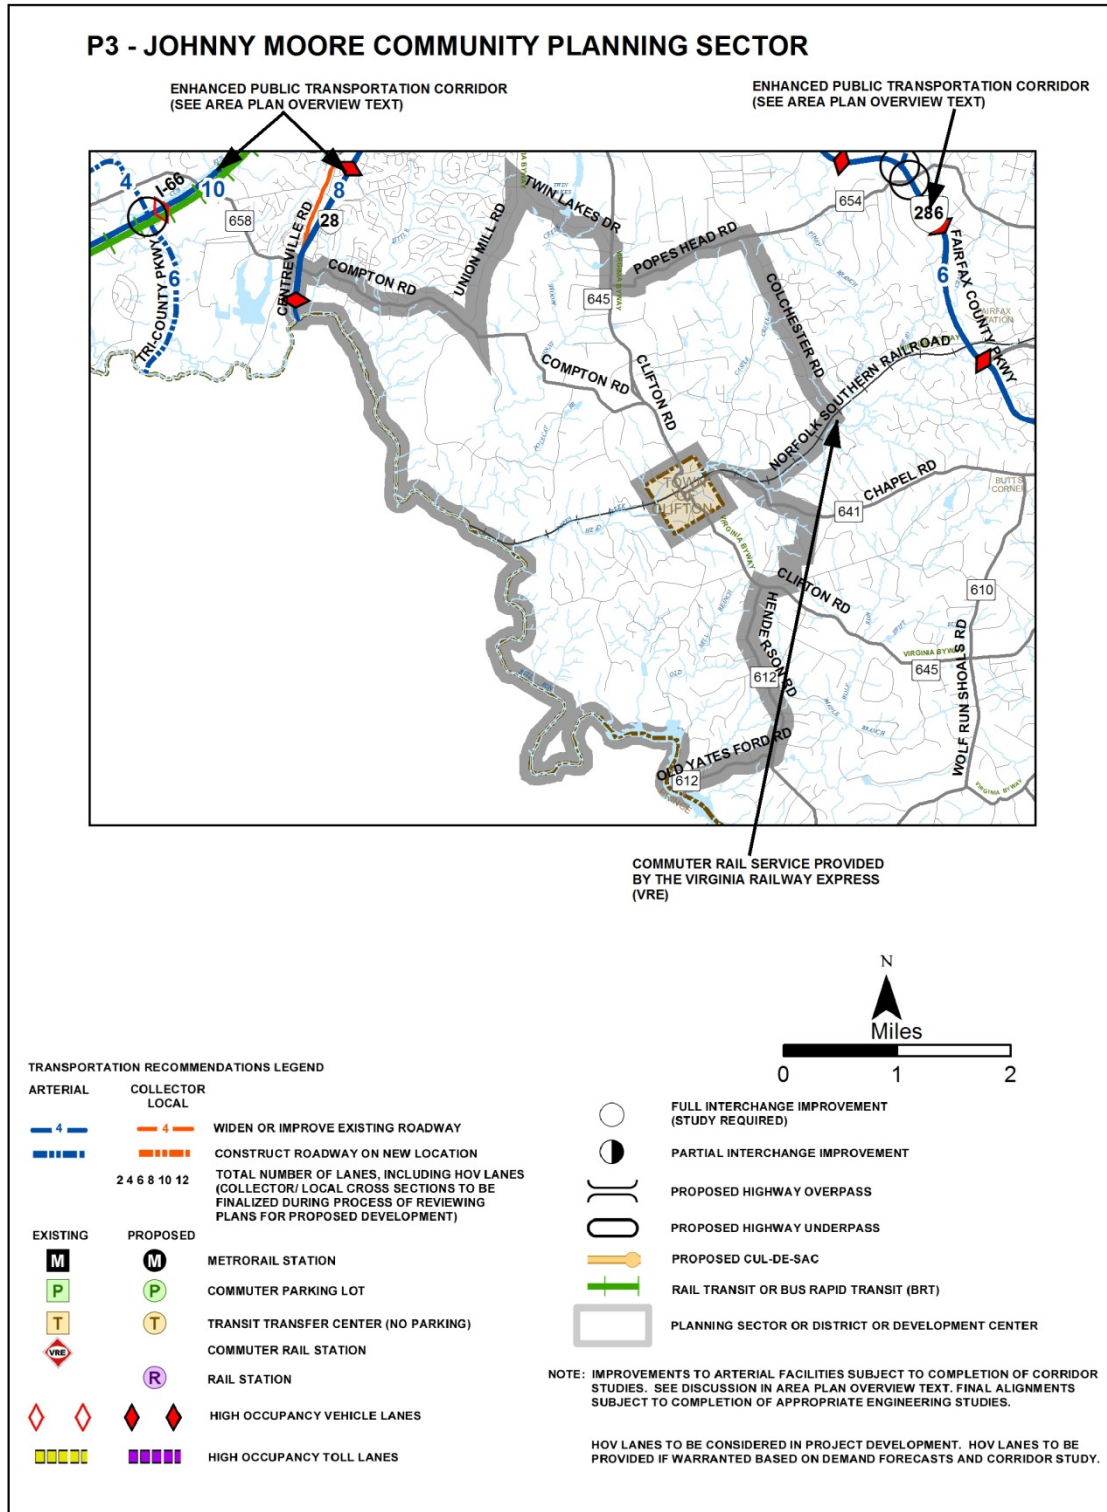 P3 - JOHNNY MOORE COMMUNITY PLANNING SECTOR
ENHANCED PUBLIC TRANSPORTATION CORRIDOR
(SEE AREA PLAN OVERVIEW TEXT)
ENHANCED PUBLIC TRANSPORTATION CORRIDOR
(SEE AREA PLAN OVERVIEW TEXT)
4
I-66
10
658
TRI-COUNTY PKWY
6
CENTREVILLE RD
8
28
COMPTON RD
UNION MILL RD
TWIN LAKES DR
VIRGINIA BYWAY
645
POPES HEAD RD
654
286
FAIRFAX COUNTY PKWY
6
COLCHESTER RD
COMPTON RD
CLIFTON RD
NORFOLK SOUTHERN RAILROAD
TOWN
OF
CLIFTON
CHAPEL RD
641
BUTTS
CORNER
VIRGINIA BYWAY
CLIFTON RD
610
HENDERSON RD
612
VIRGINIA BYWAY
645
WOLF RUN SHOALS RD
OLD YATES FORD RD
612
VIRGINIA BYWAY
COMMUTER RAIL SERVICE PROVIDED
BY THE VIRGINIA RAILWAY EXPRESS
(VRE)
N
Miles
0 1 2
TRANSPORTATION RECOMMENDATIONS LEGEND
ARTERIAL
COLLECTOR
LOCAL
4 4 WIDEN OR IMPROVE EXISTING ROADWAY
CONSTRUCT ROADWAY ON NEW LOCATION
2 4 6 8 10 12 TOTAL NUMBER OF LANES, INCLUDING HOV LANES
(COLLECTOR/ LOCAL CROSS SECTIONS TO BE
FINALIZED DURING PROCESS OF REVIEWING
PLANS FOR PROPOSED DEVELOPMENT)
EXISTING PROPOSED
M M METRORAIL STATION
P P COMMUTER PARKING LOT
T T TRANSIT TRANSFER CENTER (NO PARKING)
VRE COMMUTER RAIL STATION
R RAIL STATION
HIGH OCCUPANCY VEHICLE LANES
HIGH OCCUPANCY TOLL LANES
FULL INTERCHANGE IMPROVEMENT
(STUDY REQUIRED)
PARTIAL INTERCHANGE IMPROVEMENT
PROPOSED HIGHWAY OVERPASS
PROPOSED HIGHWAY UNDERPASS
PROPOSED CUL-DE-SAC
RAIL TRANSIT OR BUS RAPID TRANSIT (BRT)
PLANNING SECTOR OR DISTRICT OR DEVELOPMENT CENTER
NOTE: IMPROVEMENTS TO ARTERIAL FACILITIES SUBJECT TO COMPLETION OF CORRIDOR
STUDIES. SEE DISCUSSION IN AREA PLAN OVERVIEW TEXT. FINAL ALIGNMENTS
SUBJECT TO COMPLETION OF APPROPRIATE ENGINEERING STUDIES.
HOV LANES TO BE CONSIDERED IN PROJECT DEVELOPMENT. HOV LANES TO BE
PROVIDED IF WARRANTED BASED ON DEMAND FORECASTS AND CORRIDOR STUDY.